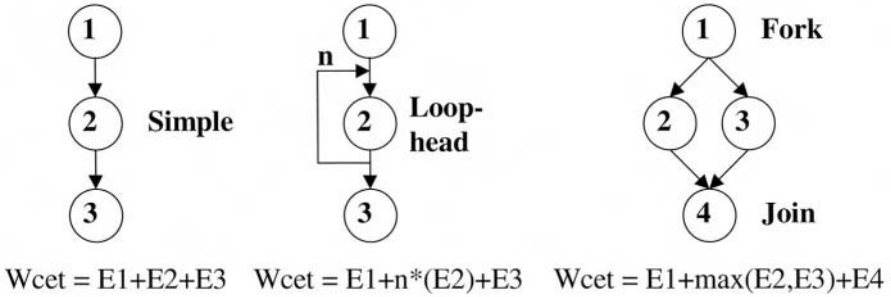 1
2
3
Simple
Wcet = E1+E2+E3
1
n
2
Loop-
head
3
Wcet = E1+n*(E2)+E3
1
Fork
2
3
4
Join
Wcet = E1+max(E2,E3)+E4